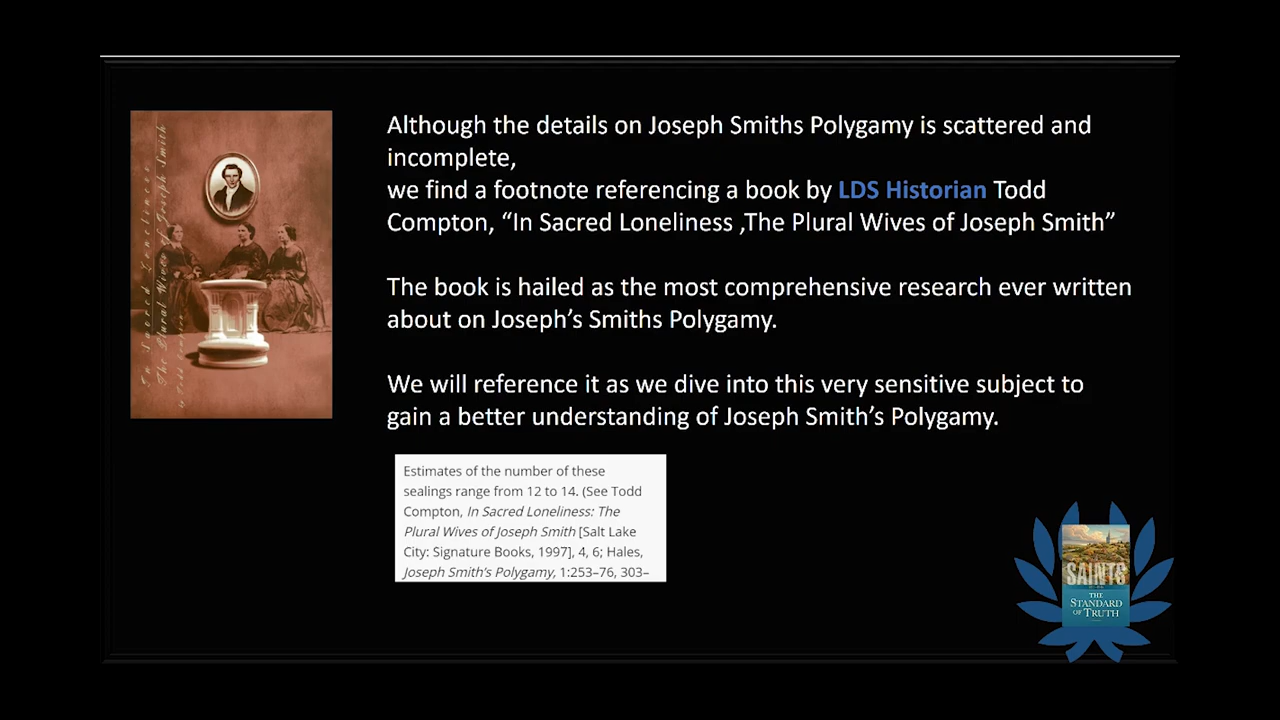 In Sacred Loneliness
The Plural Wives of Joseph Smith
by Todd Compton
Although the details on Joseph Smiths Polygamy is scattered and
incomplete,
we find a footnote referencing a book by LDS Historian Todd
Compton, “In Sacred Loneliness ,The Plural Wives of Joseph Smith”
The book is hailed as the most comprehensive research ever written
about on Joseph’s Smiths Polygamy.
We will reference it as we dive into this very sensitive subject to
gain a better understanding of Joseph Smith’s Polygamy.
Estimates of the number of these
sealings range from 12 to 14. (See Todd
Compton, In Sacred Loneliness: The
Plural Wives of Joseph Smith [Salt Lake
City: Signature Books, 1997], 4, 6; Hales,
Joseph Smith’s Polygamy, 1:253–76, 303–
SAINTS
THE
STANDARD
OF TRUTH